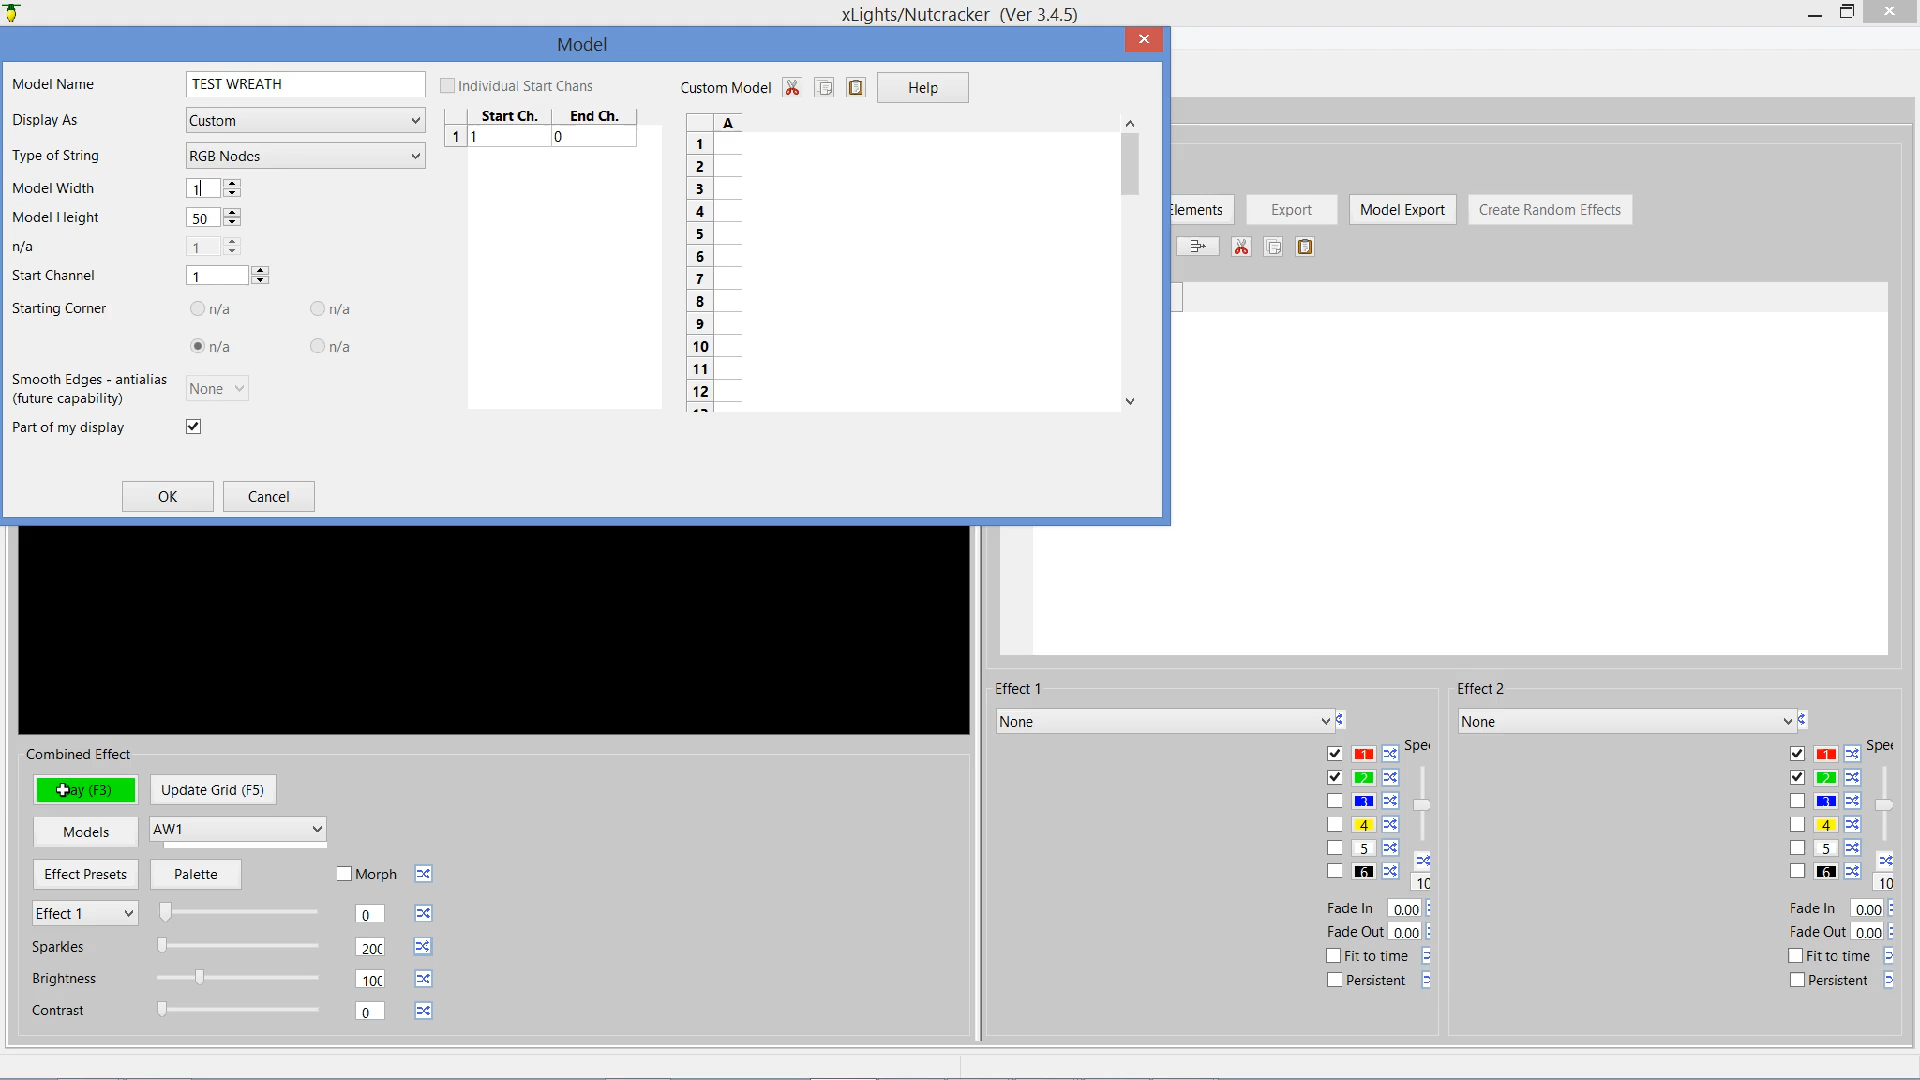 xLights/Nutcracker (Ver 3.4.5)
Model
Model Name TEST WREATH
Display As Custom
Type of String RGB Nodes
Model Width 1
Model Height 50
n/a 1
Start Channel 1
Starting Corner n/a n/a
n/a n/a
Smooth Edges - antialias
(future capability) None
Part of my display
OK Cancel
Individual Start Chans
Start Ch. End Ch.
1 1 0
Custom Model Help
A
1
2
3
4
5
6
7
8
9
10
11
12
Elements Export Model Export Create Random Effects
Combined Effect
Play (F3) Update Grid (F5)
Models AW1
Effect Presets Palette Morph
Effect 1 0
Sparkles 200
Brightness 100
Contrast 0
Effect 1
None
1 Spee
2
3
4
5
6 10
Fade In 0.00
Fade Out 0.00
Fit to time
Persistent
Effect 2
None
1 Spee
2
3
4
5
6 10
Fade In 0.00
Fade Out 0.00
Fit to time
Persistent